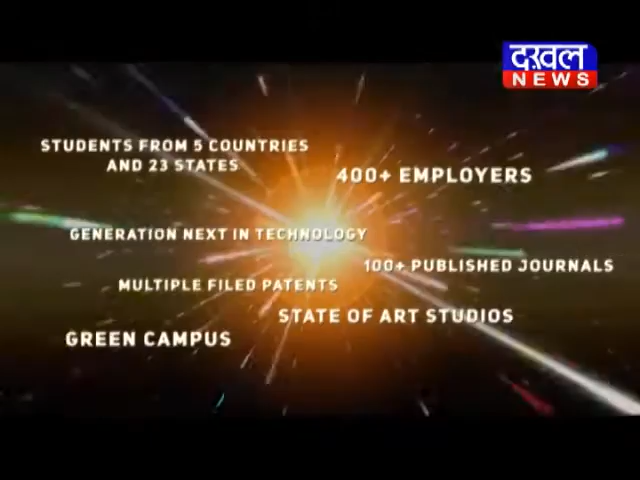 दख़ल
NEWS
STUDENTS FROM 5 COUNTRIES
AND 23 STATES
400+ EMPLOYERS
GENERATION NEXT IN TECHNOLOGY
100+ PUBLISHED JOURNALS
MULTIPLE FILED PATENTS
STATE OF ART STUDIOS
GREEN CAMPUS